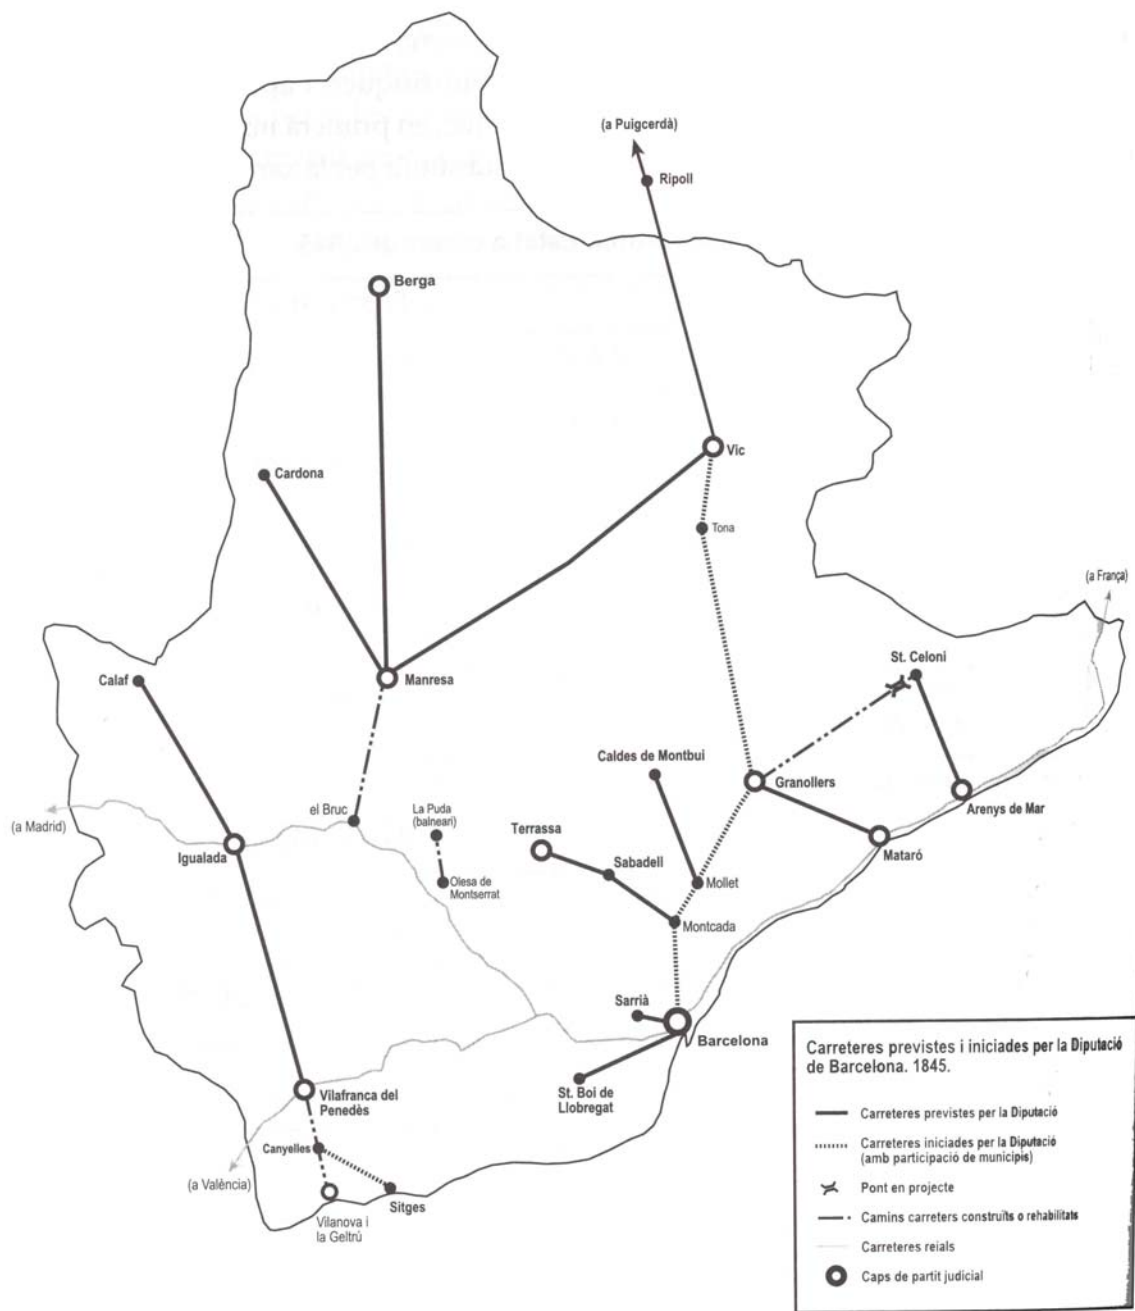 (a Puigcerdà)
Ripoll
Berga
Vic
Cardona
Tona
(a França)
St. Celoni
Calaf
Manresa
Caldes de Montbui
Granollers
Arenys de Mar
el Bruc
La Puda
(balneari)
(a Madrid)
Terrassa
Mataró
Igualada
Sabadell
Mollet
Olesa de
Montserrat
Montcada
Sarrià
Barcelona
St. Boi de
Llobregat
Vilafranca del
Penedès
Canyelles
(a València)
Sitges
Vilanova i
la Geltrú
Carreteres previstes i iniciades per la Diputació
de Barcelona. 1845.
Carreteres previstes per la Diputació
Carreteres iniciades per la Diputació
(amb participació de municipis)
Pont en projecte
Camins carreters construïts o rehabilitats
Carreteres reials
Caps de partit judicial